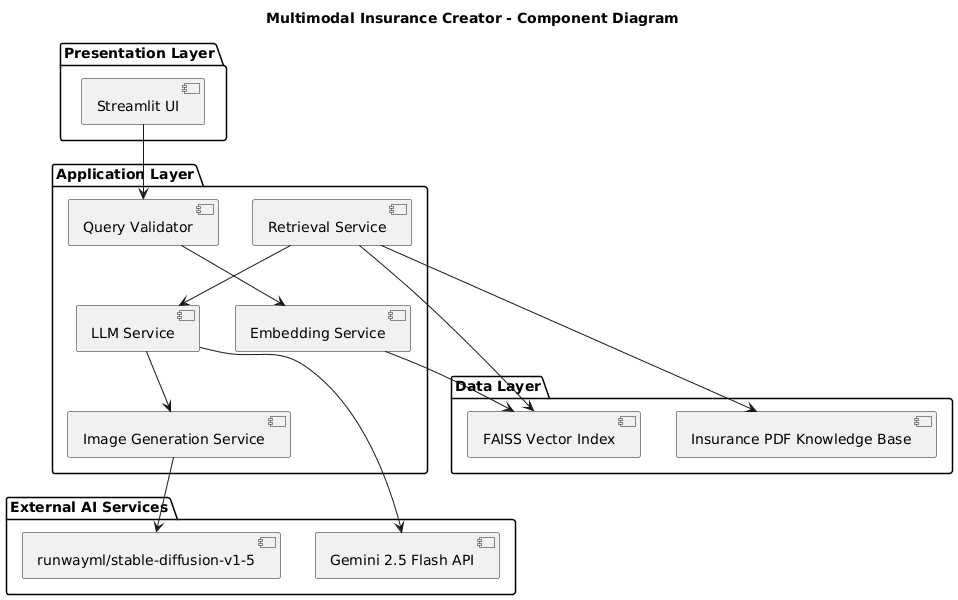 Multimodal Insurance Creator - Component Diagram
Presentation Layer
Streamlit UI
Application Layer
Query Validator
Retrieval Service
LLM Service
Embedding Service
Data Layer
Image Generation Service
FAISS Vector Index
Insurance PDF Knowledge Base
External AI Services
runwayml/stable-diffusion-v1-5
Gemini 2.5 Flash API